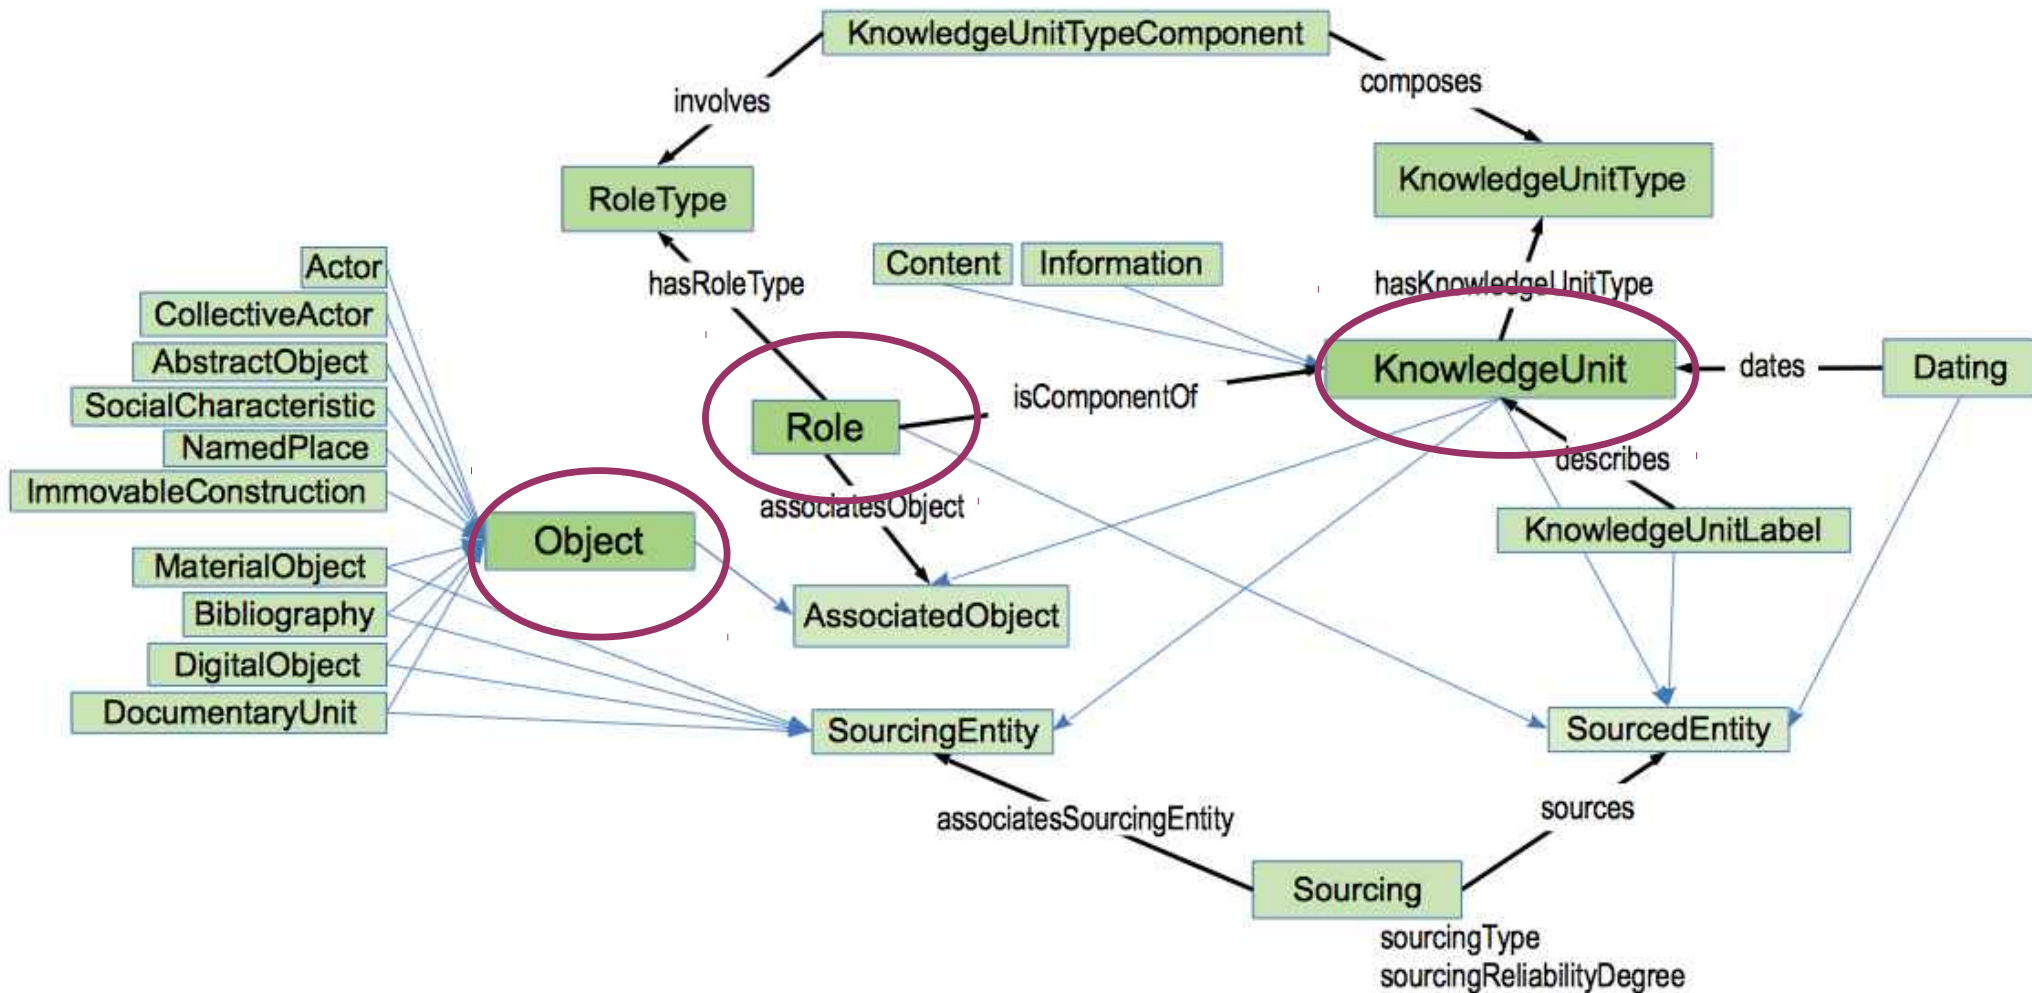 KnowledgeUnitTypeComponent
composes
involves
KnowledgeUnitType
RoleType
Content
Information
Actor
hasRoleType
hasKnowledgeUnitType
CollectiveActor
AbstractObject
KnowledgeUnit
dates
Dating
SocialCharacteristic
isComponentOf
Role
NamedPlace
describes
ImmovableConstruction
associatesObject
KnowledgeUnitLabel
Object
MaterialObject
Bibliography
AssociatedObject
DigitalObject
DocumentaryUnit
SourcingEntity
SourcedEntity
associatesSourcingEntity
sources
Sourcing
sourcingType
sourcingReliabilityDegree